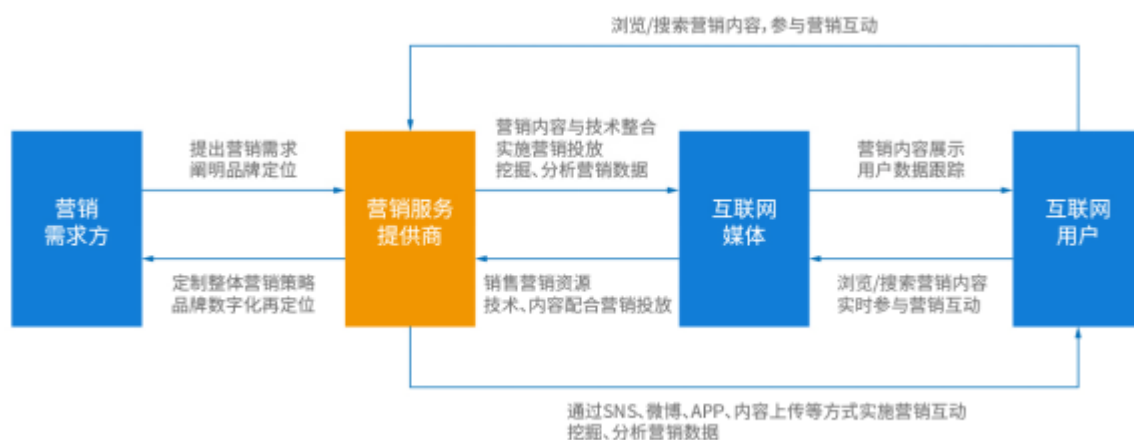 浏览/搜索营销内容,参与营销互动
提出营销需求
阐明品牌定位
营销内容与技术整合
实施营销投放
挖掘、分析营销数据
营销内容展示
用户数据跟踪
营销
需求方
营销服务
提供商
互联网
媒体
互联网
用户
定制整体营销策略
品牌数字化再定位
销售营销资源
技术、内容配合营销投放
浏览/搜索营销内容
实时参与营销互动
通过SNS、微博、APP、内容上传等方式实施营销互动
挖掘、分析营销数据